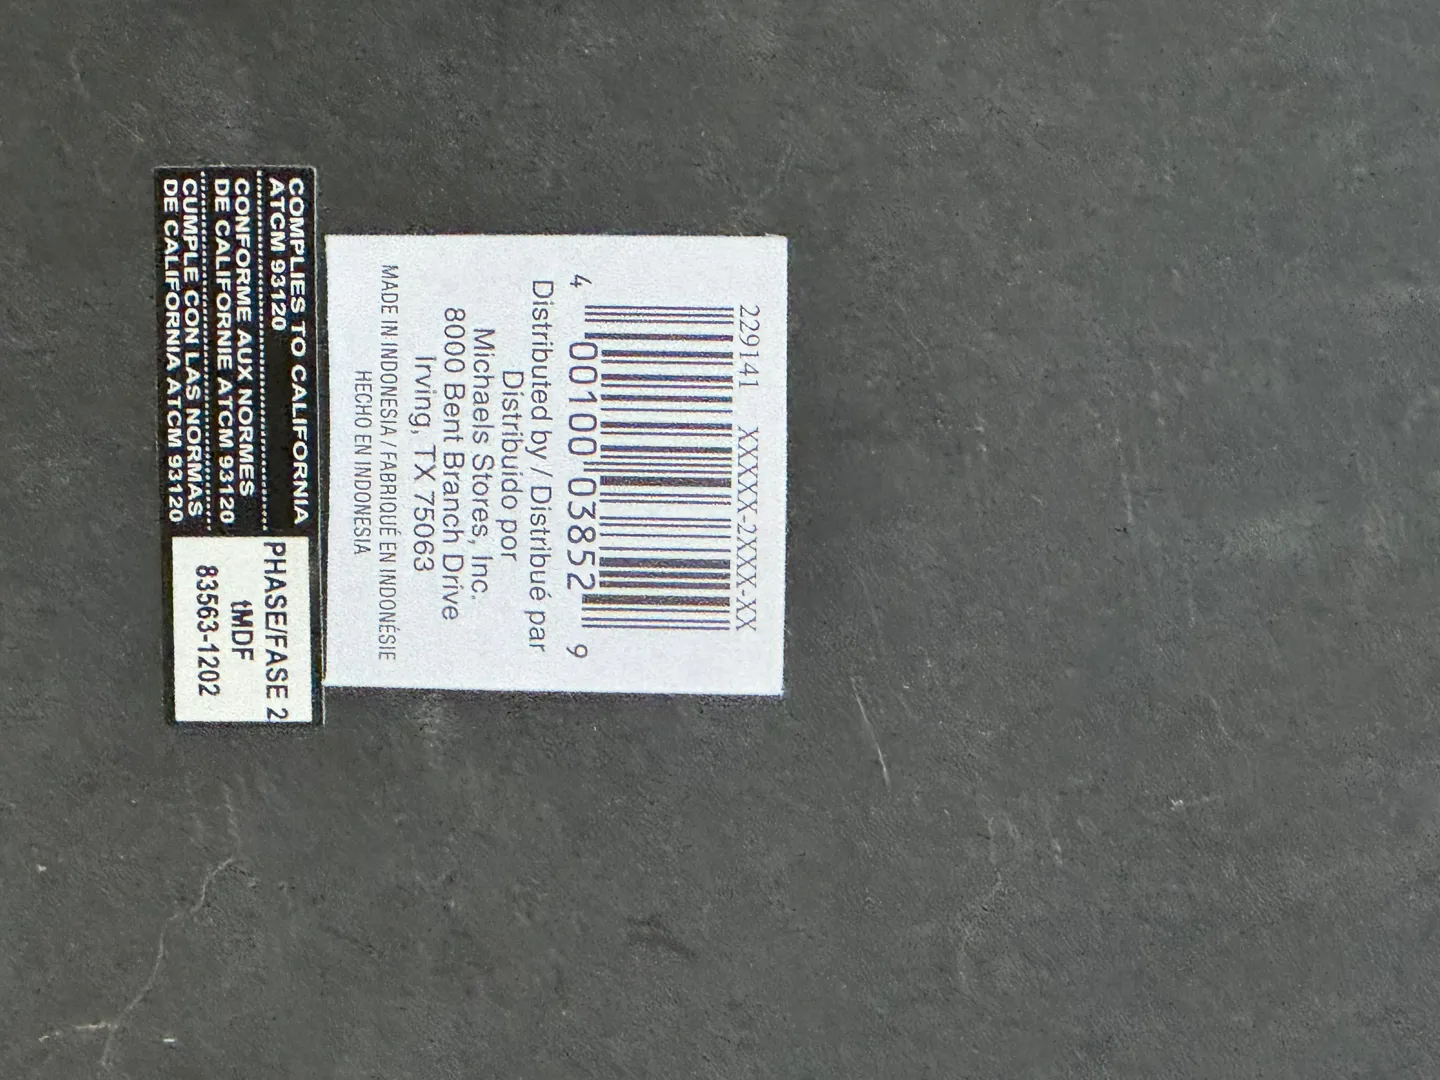 229141 XXXXX-2XXX-XX
4 00100 03852 9
Distributed by / Distribué par
Distribuido por
Michaels Stores, Inc.
8000 Bent Branch Drive
Irving, TX 75063
MADE IN INDONESIA / FABRIQUÉ EN INDONÉSIE
HECHO EN INDONESIA
COMPLIES TO CALIFORNIA
ATCM 93120
CONFORME AUX NORMES
DE CALIFORNIE ATCM 93120
CUMPLE CON LAS NORMAS
DE CALIFORNIA ATCM 93120
PHASE/FASE 2
tMDF
83563-1202